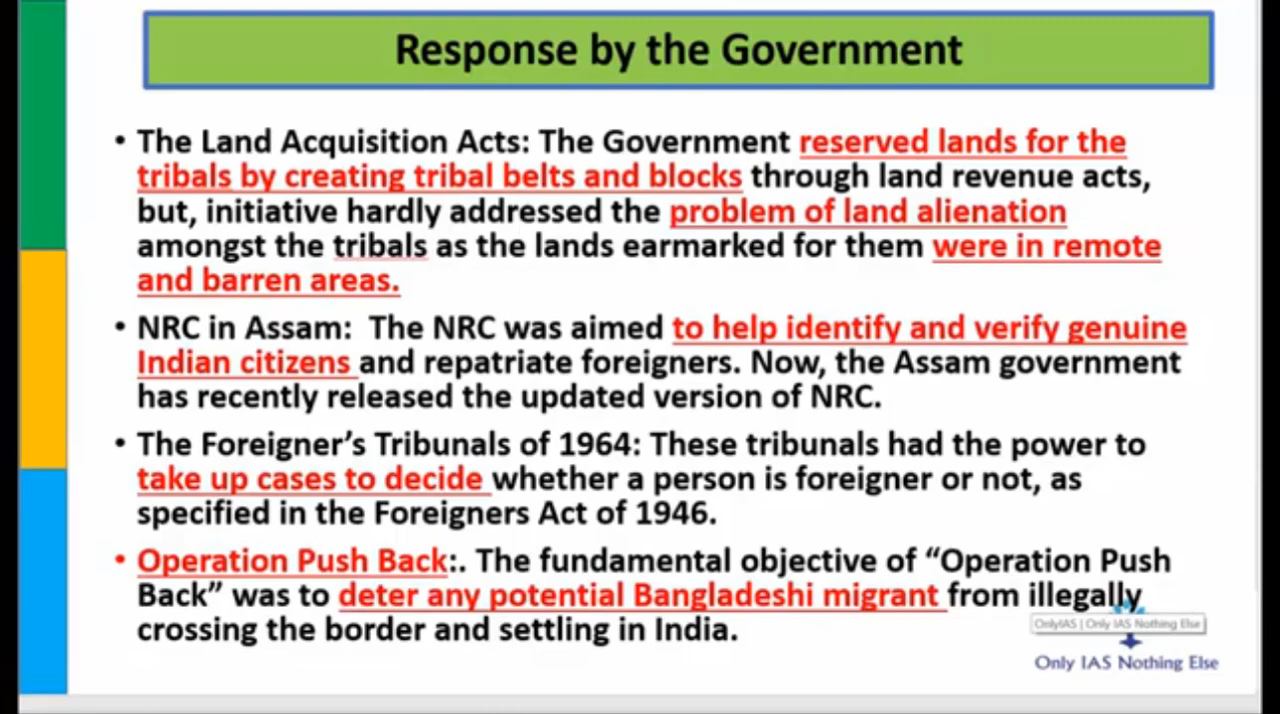 Response by the Government
• The Land Acquisition Acts: The Government reserved lands for the
tribals by creating tribal belts and blocks through land revenue acts,
but, initiative hardly addressed the problem of land alienation
amongst the tribals as the lands earmarked for them were in remote
and barren areas.
• NRC in Assam:  The NRC was aimed to help identify and verify genuine
Indian citizens and repatriate foreigners. Now, the Assam government
has recently released the updated version of NRC.
• The Foreigner’s Tribunals of 1964: These tribunals had the power to
take up cases to decide whether a person is foreigner or not, as
specified in the Foreigners Act of 1946.
• Operation Push Back:. The fundamental objective of “Operation Push
Back” was to deter any potential Bangladeshi migrant from illegally
crossing the border and settling in India.
OnlyIAS | Only IAS Nothing Else
Only IAS Nothing Else